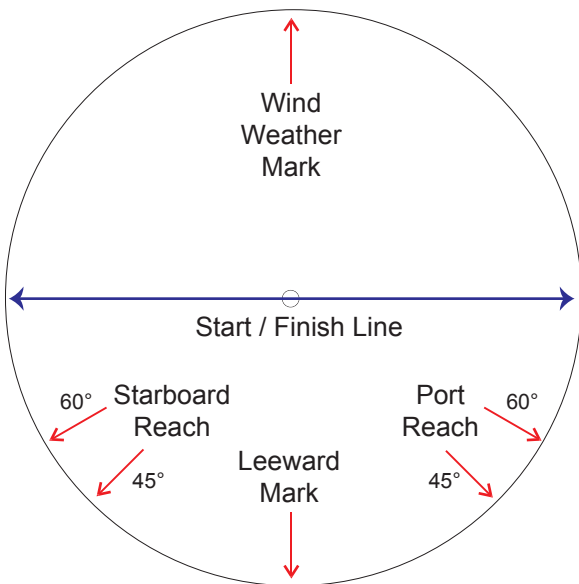 Wind
Weather
Mark
Start / Finish Line
60°
Starboard
Reach
45°
Port
Reach
60°
45°
Leeward
Mark